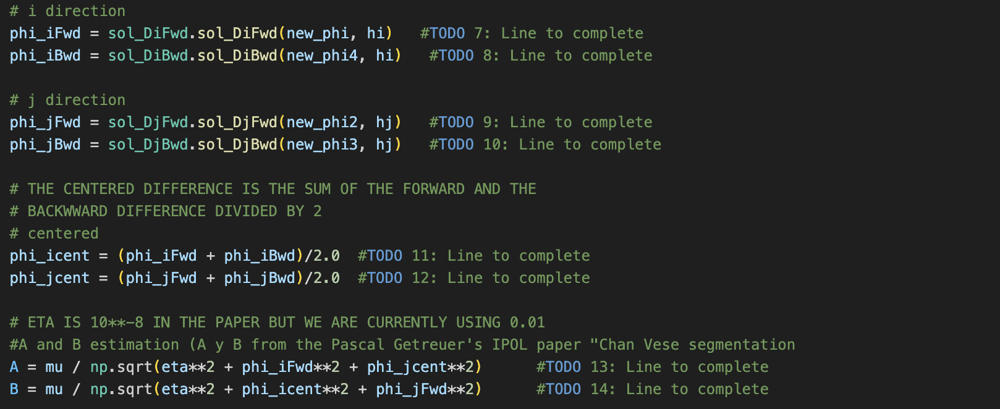 # i direction
phi_iFwd = sol_DiFwd.sol_DiFwd(new_phi, hi)   #TODO 7: Line to complete
phi_iBwd = sol_DiBwd.sol_DiBwd(new_phi4, hi)   #TODO 8: Line to complete
# j direction
phi_jFwd = sol_DjFwd.sol_DjFwd(new_phi2, hj)   #TODO 9: Line to complete
phi_jBwd = sol_DjBwd.sol_DjBwd(new_phi3, hj)   #TODO 10: Line to complete
# THE CENTERED DIFFERENCE IS THE SUM OF THE FORWARD AND THE
# BACKWWARD DIFFERENCE DIVIDED BY 2
# centered
phi_icent = (phi_iFwd + phi_iBwd)/2.0  #TODO 11: Line to complete
phi_jcent = (phi_jFwd + phi_jBwd)/2.0  #TODO 12: Line to complete
# ETA IS 10**-8 IN THE PAPER BUT WE ARE CURRENTLY USING 0.01
#A and B estimation (A y B from the Pascal Getreuer's IPOL paper "Chan Vese segmentation
A = mu / np.sqrt(eta**2 + phi_iFwd**2 + phi_jcent**2)      #TODO 13: Line to complete
B = mu / np.sqrt(eta**2 + phi_icent**2 + phi_jFwd**2)      #TODO 14: Line to complete